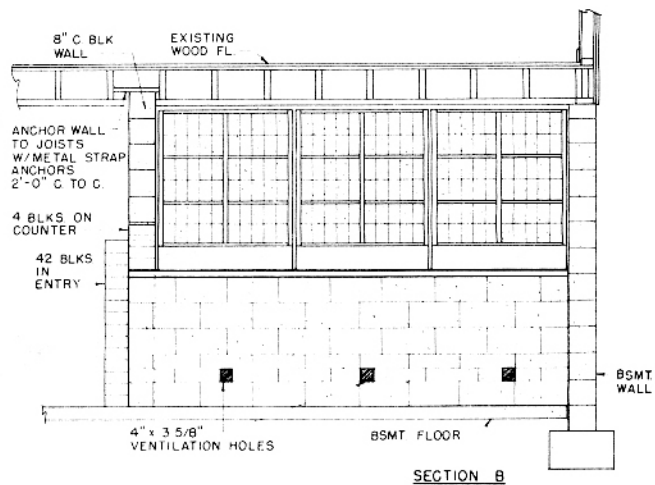 8" C. BLK
WALL
EXISTING
WOOD FL.
ANCHOR WALL
TO JOISTS
W/METAL STRAP
ANCHORS
2'-0" C. TO C.
4 BLKS ON
COUNTER
42 BLKS
IN
ENTRY
BSMT.
WALL
4" x 3 5/8"
VENTILATION HOLES
BSMT FLOOR
SECTION B